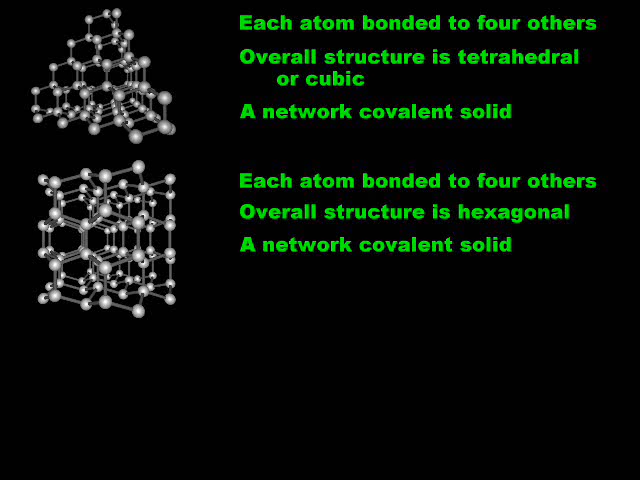 Each atom bonded to four others
Overall structure is tetrahedral
or cubic
A network covalent solid
Each atom bonded to four others
Overall structure is hexagonal
A network covalent solid